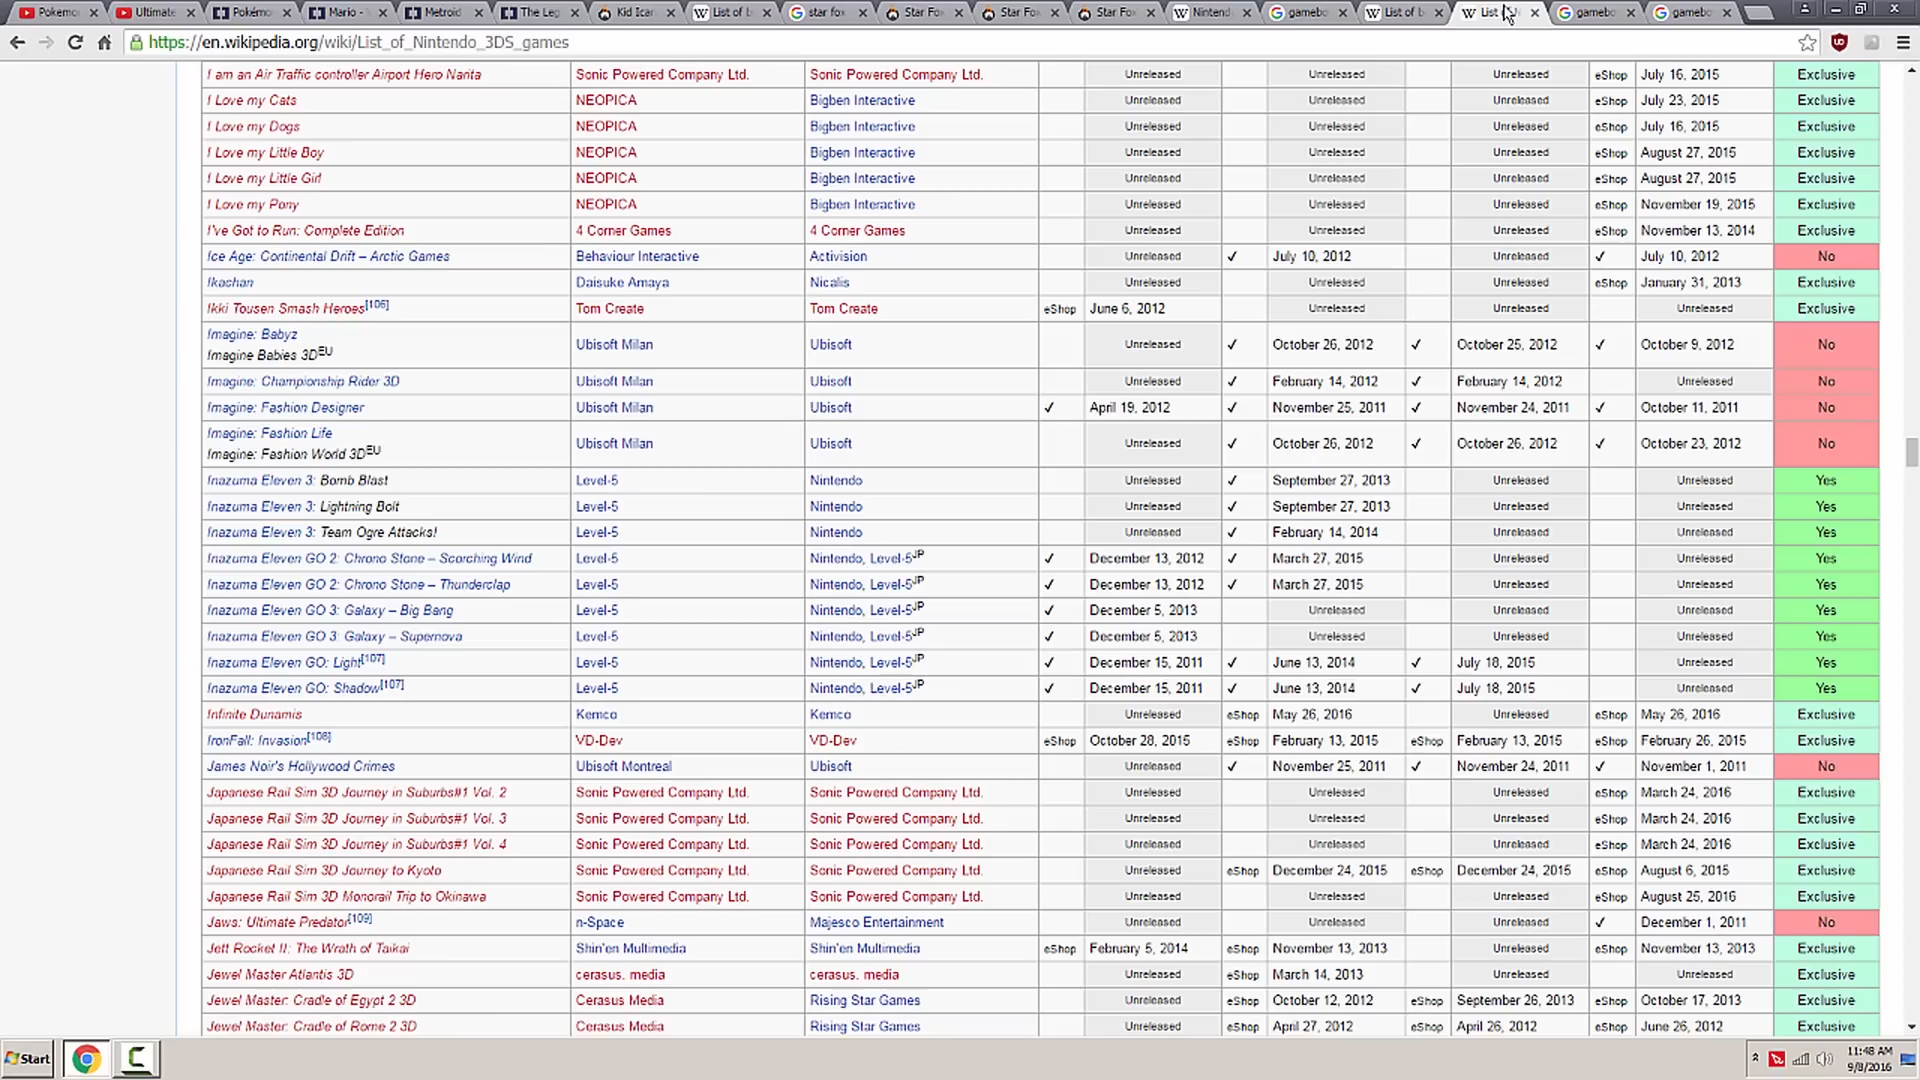 Pokemo Ultimate Pokémo Mario - Metroid The Leg Kid Icar List of b star fox Star Fox Star Fox Star Fox Nintend gamebo List of b List gamebo gamebo
https://en.wikipedia.org/wiki/List_of_Nintendo_3DS_games
I am an Air Traffic controller Airport Hero Narita Sonic Powered Company Ltd. Sonic Powered Company Ltd. Unreleased Unreleased Unreleased eShop July 16, 2015 Exclusive
I Love my Cats NEOPICA Bigben Interactive Unreleased Unreleased Unreleased eShop July 23, 2015 Exclusive
I Love my Dogs NEOPICA Bigben Interactive Unreleased Unreleased Unreleased eShop July 16, 2015 Exclusive
I Love my Little Boy NEOPICA Bigben Interactive Unreleased Unreleased Unreleased eShop August 27, 2015 Exclusive
I Love my Little Girl NEOPICA Bigben Interactive Unreleased Unreleased Unreleased eShop August 27, 2015 Exclusive
I Love my Pony NEOPICA Bigben Interactive Unreleased Unreleased Unreleased eShop November 19, 2015 Exclusive
I've Got to Run: Complete Edition 4 Corner Games 4 Corner Games Unreleased Unreleased Unreleased eShop November 13, 2014 Exclusive
Ice Age: Continental Drift – Arctic Games Behaviour Interactive Activision Unreleased ✓ July 10, 2012 Unreleased ✓ July 10, 2012 No
Ikachan Daisuke Amaya Nicalis Unreleased Unreleased Unreleased eShop January 31, 2013 Exclusive
Ikki Tousen Smash Heroes[106] Tom Create Tom Create eShop June 6, 2012 Unreleased Unreleased Unreleased Exclusive
Imagine: Babyz
Imagine Babies 3DEU Ubisoft Milan Ubisoft Unreleased ✓ October 26, 2012 ✓ October 25, 2012 ✓ October 9, 2012 No
Imagine: Championship Rider 3D Ubisoft Milan Ubisoft Unreleased ✓ February 14, 2012 ✓ February 14, 2012 Unreleased No
Imagine: Fashion Designer Ubisoft Milan Ubisoft ✓ April 19, 2012 ✓ November 25, 2011 ✓ November 24, 2011 ✓ October 11, 2011 No
Imagine: Fashion Life
Imagine: Fashion World 3DEU Ubisoft Milan Ubisoft Unreleased ✓ October 26, 2012 ✓ October 26, 2012 ✓ October 23, 2012 No
Inazuma Eleven 3: Bomb Blast Level-5 Nintendo Unreleased ✓ September 27, 2013 Unreleased Unreleased Yes
Inazuma Eleven 3: Lightning Bolt Level-5 Nintendo Unreleased ✓ September 27, 2013 Unreleased Unreleased Yes
Inazuma Eleven 3: Team Ogre Attacks! Level-5 Nintendo Unreleased ✓ February 14, 2014 Unreleased Unreleased Yes
Inazuma Eleven GO 2: Chrono Stone – Scorching Wind Level-5 Nintendo, Level-5JP ✓ December 13, 2012 ✓ March 27, 2015 Unreleased Unreleased Yes
Inazuma Eleven GO 2: Chrono Stone – Thunderclap Level-5 Nintendo, Level-5JP ✓ December 13, 2012 ✓ March 27, 2015 Unreleased Unreleased Yes
Inazuma Eleven GO 3: Galaxy – Big Bang Level-5 Nintendo, Level-5JP ✓ December 5, 2013 Unreleased Unreleased Unreleased Yes
Inazuma Eleven GO 3: Galaxy – Supernova Level-5 Nintendo, Level-5JP ✓ December 5, 2013 Unreleased Unreleased Unreleased Yes
Inazuma Eleven GO: Light[107] Level-5 Nintendo, Level-5JP ✓ December 15, 2011 ✓ June 13, 2014 ✓ July 18, 2015 Unreleased Yes
Inazuma Eleven GO: Shadow[107] Level-5 Nintendo, Level-5JP ✓ December 15, 2011 ✓ June 13, 2014 ✓ July 18, 2015 Unreleased Yes
Infinite Dunamis Kemco Kemco Unreleased eShop May 26, 2016 Unreleased eShop May 26, 2016 Exclusive
IronFall: Invasion[108] VD-Dev VD-Dev eShop October 28, 2015 eShop February 13, 2015 eShop February 13, 2015 eShop February 26, 2015 Exclusive
James Noir's Hollywood Crimes Ubisoft Montreal Ubisoft Unreleased ✓ November 25, 2011 ✓ November 24, 2011 ✓ November 1, 2011 No
Japanese Rail Sim 3D Journey in Suburbs#1 Vol. 2 Sonic Powered Company Ltd. Sonic Powered Company Ltd. Unreleased Unreleased Unreleased eShop March 24, 2016 Exclusive
Japanese Rail Sim 3D Journey in Suburbs#1 Vol. 3 Sonic Powered Company Ltd. Sonic Powered Company Ltd. Unreleased Unreleased Unreleased eShop March 24, 2016 Exclusive
Japanese Rail Sim 3D Journey in Suburbs#1 Vol. 4 Sonic Powered Company Ltd. Sonic Powered Company Ltd. Unreleased Unreleased Unreleased eShop March 24, 2016 Exclusive
Japanese Rail Sim 3D Journey to Kyoto Sonic Powered Company Ltd. Sonic Powered Company Ltd. Unreleased eShop December 24, 2015 eShop December 24, 2015 eShop August 6, 2015 Exclusive
Japanese Rail Sim 3D Monorail Trip to Okinawa Sonic Powered Company Ltd. Sonic Powered Company Ltd. Unreleased Unreleased Unreleased eShop August 25, 2016 Exclusive
Jaws: Ultimate Predator[109] n-Space Majesco Entertainment Unreleased Unreleased Unreleased ✓ December 1, 2011 No
Jett Rocket II: The Wrath of Taikai Shin'en Multimedia Shin'en Multimedia eShop February 5, 2014 eShop November 13, 2013 Unreleased eShop November 13, 2013 Exclusive
Jewel Master Atlantis 3D cerasus. media cerasus. media Unreleased eShop March 14, 2013 Unreleased Unreleased Exclusive
Jewel Master: Cradle of Egypt 2 3D Cerasus Media Rising Star Games Unreleased eShop October 12, 2012 eShop September 26, 2013 eShop October 17, 2013 Exclusive
Jewel Master: Cradle of Rome 2 3D Cerasus Media Rising Star Games Unreleased eShop April 27, 2012 eShop April 26, 2012 eShop June 26, 2012 Exclusive
Start 11:48 AM
9/8/2016